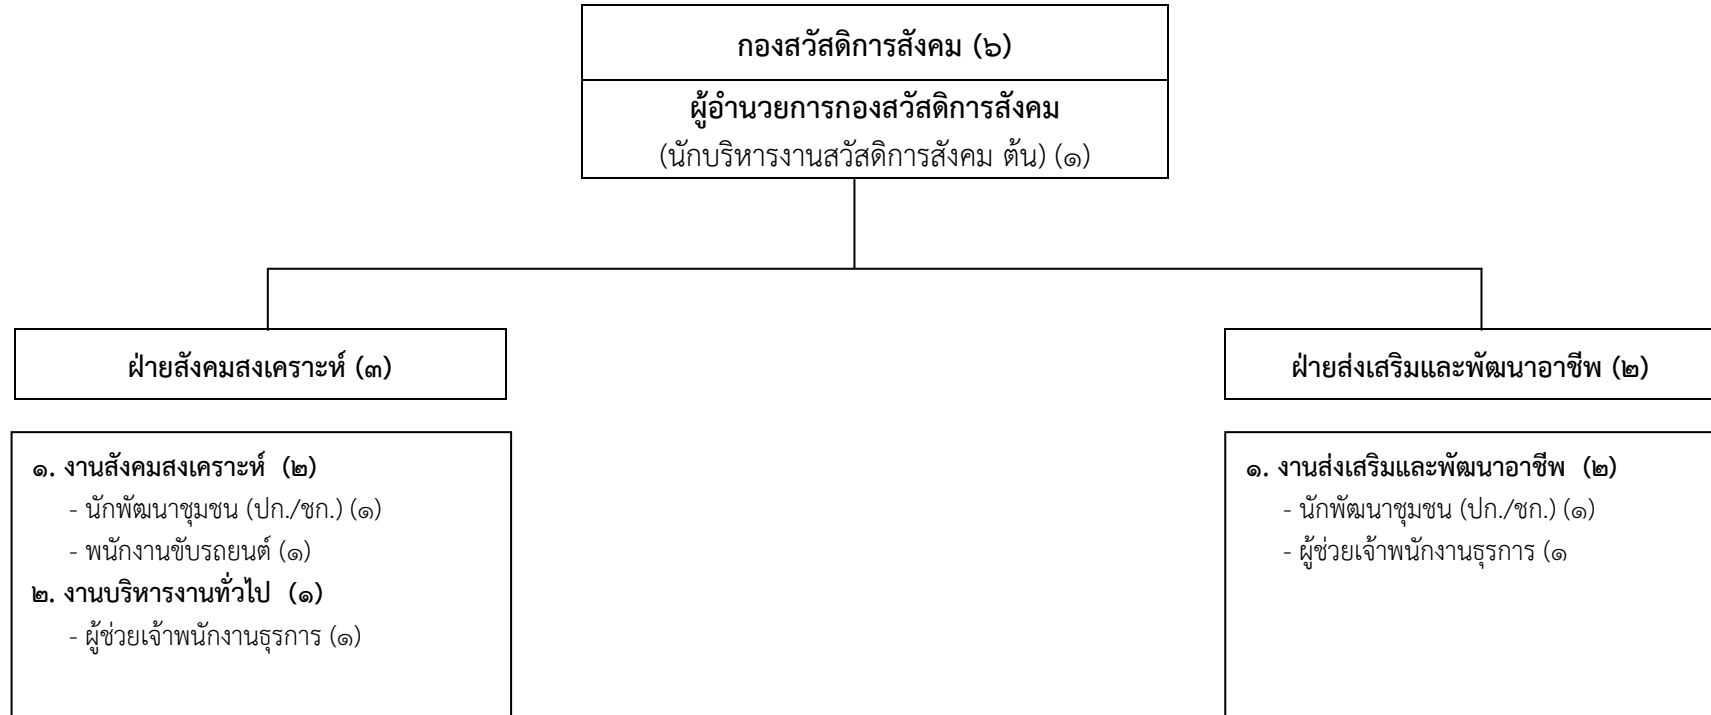 กองสวัสดิการสังคม (๖)
ผู้อำนวยการกองสวัสดิการสังคม
(นักบริหารงานสวัสดิการสังคม ต้น) (๑)
ฝ่ายสังคมสงเคราะห์ (๓)
๑. งานสังคมสงเคราะห์ (๒)
- นักพัฒนาชุมชน (ปก./ชก.) (๑)
- พนักงานขับรถยนต์ (๑)
๒. งานบริหารงานทั่วไป (๑)
- ผู้ช่วยเจ้าพนักงานธุรการ (๑)
ฝ่ายส่งเสริมและพัฒนาอาชีพ (๒)
๑. งานส่งเสริมและพัฒนาอาชีพ (๒)
- นักพัฒนาชุมชน (ปก./ชก.) (๑)
- ผู้ช่วยเจ้าพนักงานธุรการ (๑